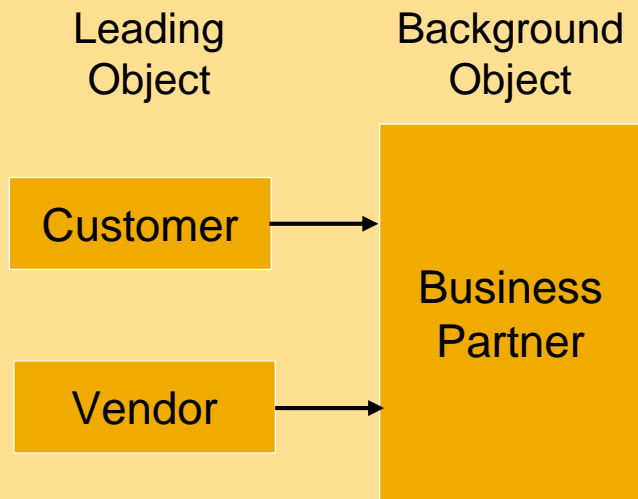 Leading
Object
Background
Object
Customer
Business
Partner
Vendor